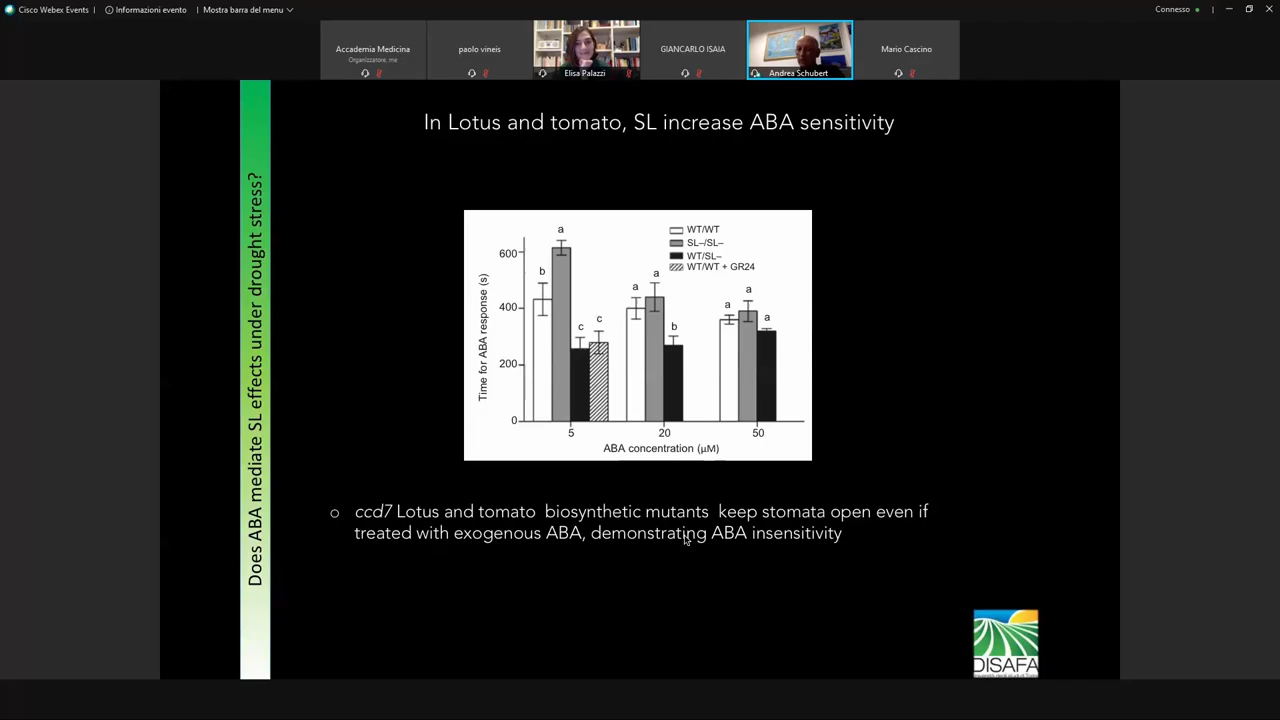 Cisco Webex Events
Informazioni evento
Mostra barra del menu
Connesso
Accademia Medicina
Organizzatore, me
paolo vineis
Elisa Palazzi
GIANCARLO ISAIA
Andrea Schubert
Mario Cascino
Does ABA mediate SL effects under drought stress?
In Lotus and tomato, SL increase ABA sensitivity
WT/WT
SL–/SL–
WT/SL–
WT/WT + GR24
Time for ABA response (s)
600
400
200
0
b
a
c
c
a
a
b
a
a
a
5
20
50
ABA concentration (µM)
ccd7 Lotus and tomato biosynthetic mutants keep stomata open even if
treated with exogenous ABA, demonstrating ABA insensitivity
DISAFA